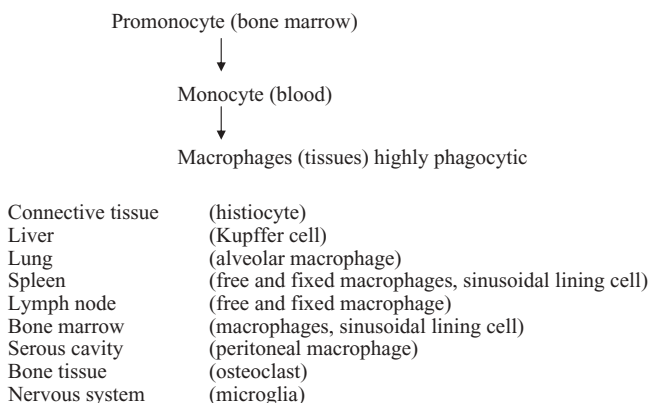 Promonocyte (bone marrow)
Monocyte (blood)
Macrophages (tissues) highly phagocytic
Connective tissue (histiocyte)
Liver (Kupffer cell)
Lung (alveolar macrophage)
Spleen (free and fixed macrophages, sinusoidal lining cell)
Lymph node (free and fixed macrophage)
Bone marrow (macrophages, sinusoidal lining cell)
Serous cavity (peritoneal macrophage)
Bone tissue (osteoclast)
Nervous system (microglia)